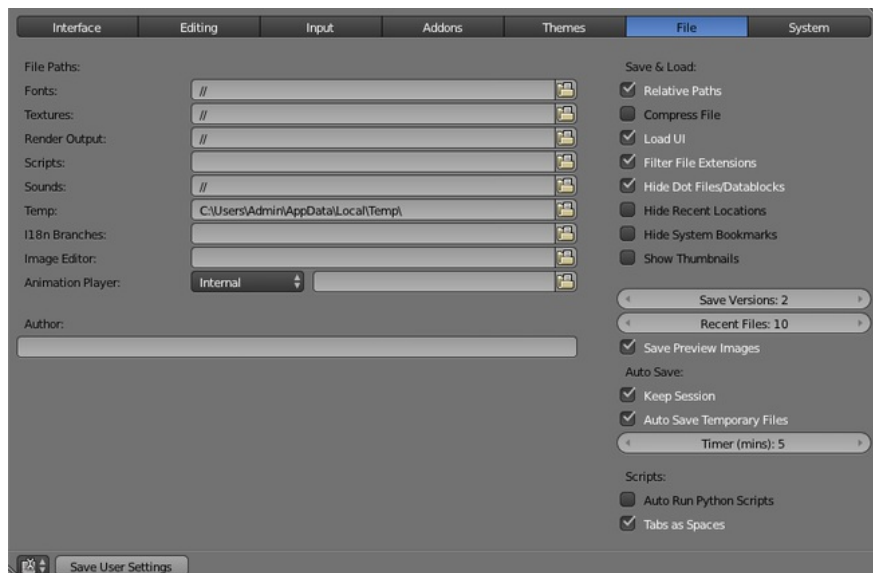 Interface Editing Input Addons Themes File System
File Paths:
Fonts: //
Textures: //
Render Output: //
Scripts:
Sounds: //
Temp: C:\Users\Admin\AppData\Local\Temp\
I18n Branches:
Image Editor:
Animation Player: Internal
Author:
Save & Load:
Relative Paths
Compress File
Load UI
Filter File Extensions
Hide Dot Files/Datablocks
Hide Recent Locations
Hide System Bookmarks
Show Thumbnails
Save Versions: 2
Recent Files: 10
Save Preview Images
Auto Save:
Keep Session
Auto Save Temporary Files
Timer (mins): 5
Scripts:
Auto Run Python Scripts
Tabs as Spaces
Save User Settings